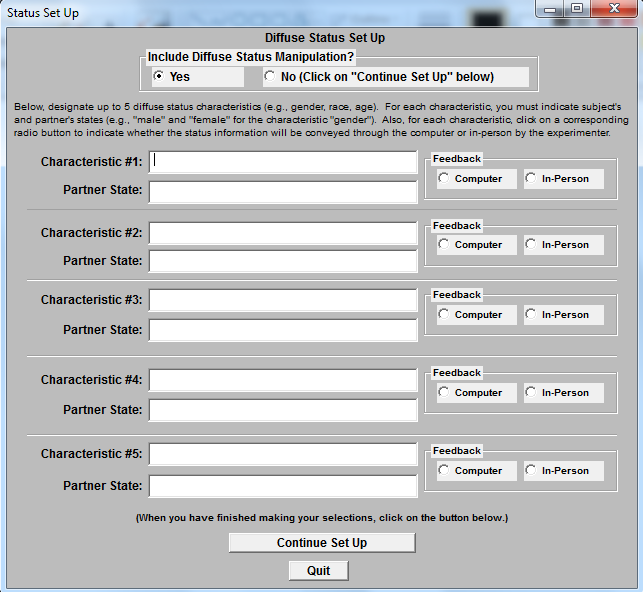 Status Set Up
Diffuse Status Set Up
Include Diffuse Status Manipulation?
Yes
No (Click on "Continue Set Up" below)
Below, designate up to 5 diffuse status characteristics (e.g., gender, race, age). For each characteristic, you must indicate subject's
and partner's states (e.g., "male" and "female" for the characteristic "gender"). Also, for each characteristic, click on a corresponding
radio button to indicate whether the status information will be conveyed through the computer or in-person by the experimenter.
Feedback
Characteristic #1:
Computer In-Person
Partner State:
Feedback
Characteristic #2:
Computer In-Person
Partner State:
Feedback
Characteristic #3:
Computer In-Person
Partner State:
Feedback
Characteristic #4:
Computer In-Person
Partner State:
Feedback
Characteristic #5:
Computer In-Person
Partner State:
(When you have finished making your selections, click on the button below.)
Continue Set Up
Quit